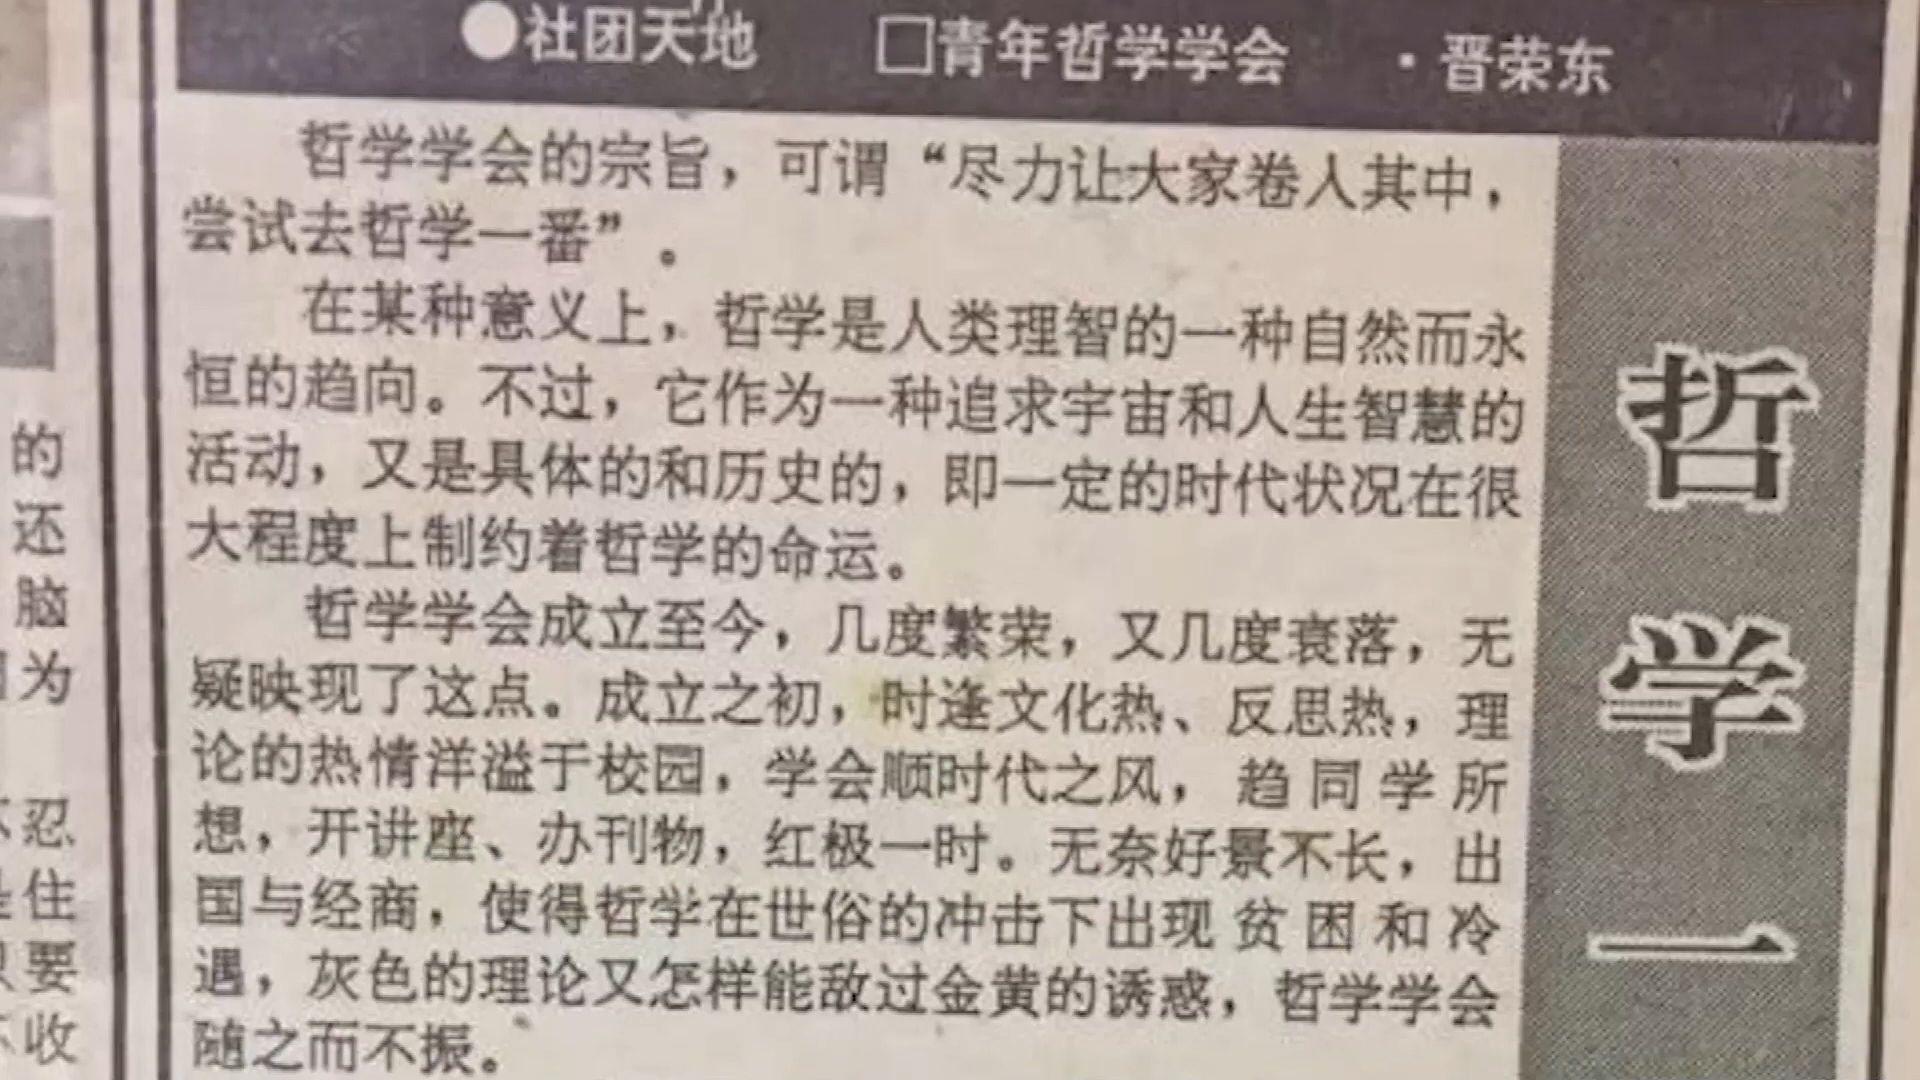 ●社团天地 □青年哲学学会 ·晋荣东
哲学学会的宗旨，可谓“尽力让大家卷人其中，
尝试去哲学一番”。
在某种意义上，哲学是人类理智的一种自然而永
恒的趋向。不过，它作为一种追求宇宙和人生智慧的
活动，又是具体的和历史的，即一定的时代状况在很
大程度上制约着哲学的命运。
哲学学会成立至今，几度繁荣，又几度衰落，无
疑映现了这点。成立之初，时逢文化热、反思热，理
论的热情洋溢于校园，学会顺时代之风，趋同学所
想，开讲座、办刊物，红极一时。无奈好景不长，出
国与经商，使得哲学在世俗的冲击下出现贫困和冷
遇，灰色的理论又怎样能敌过金黄的诱惑，哲学学会
随之而不振。
哲学一
的
还
脑
为
忍
住
要
收